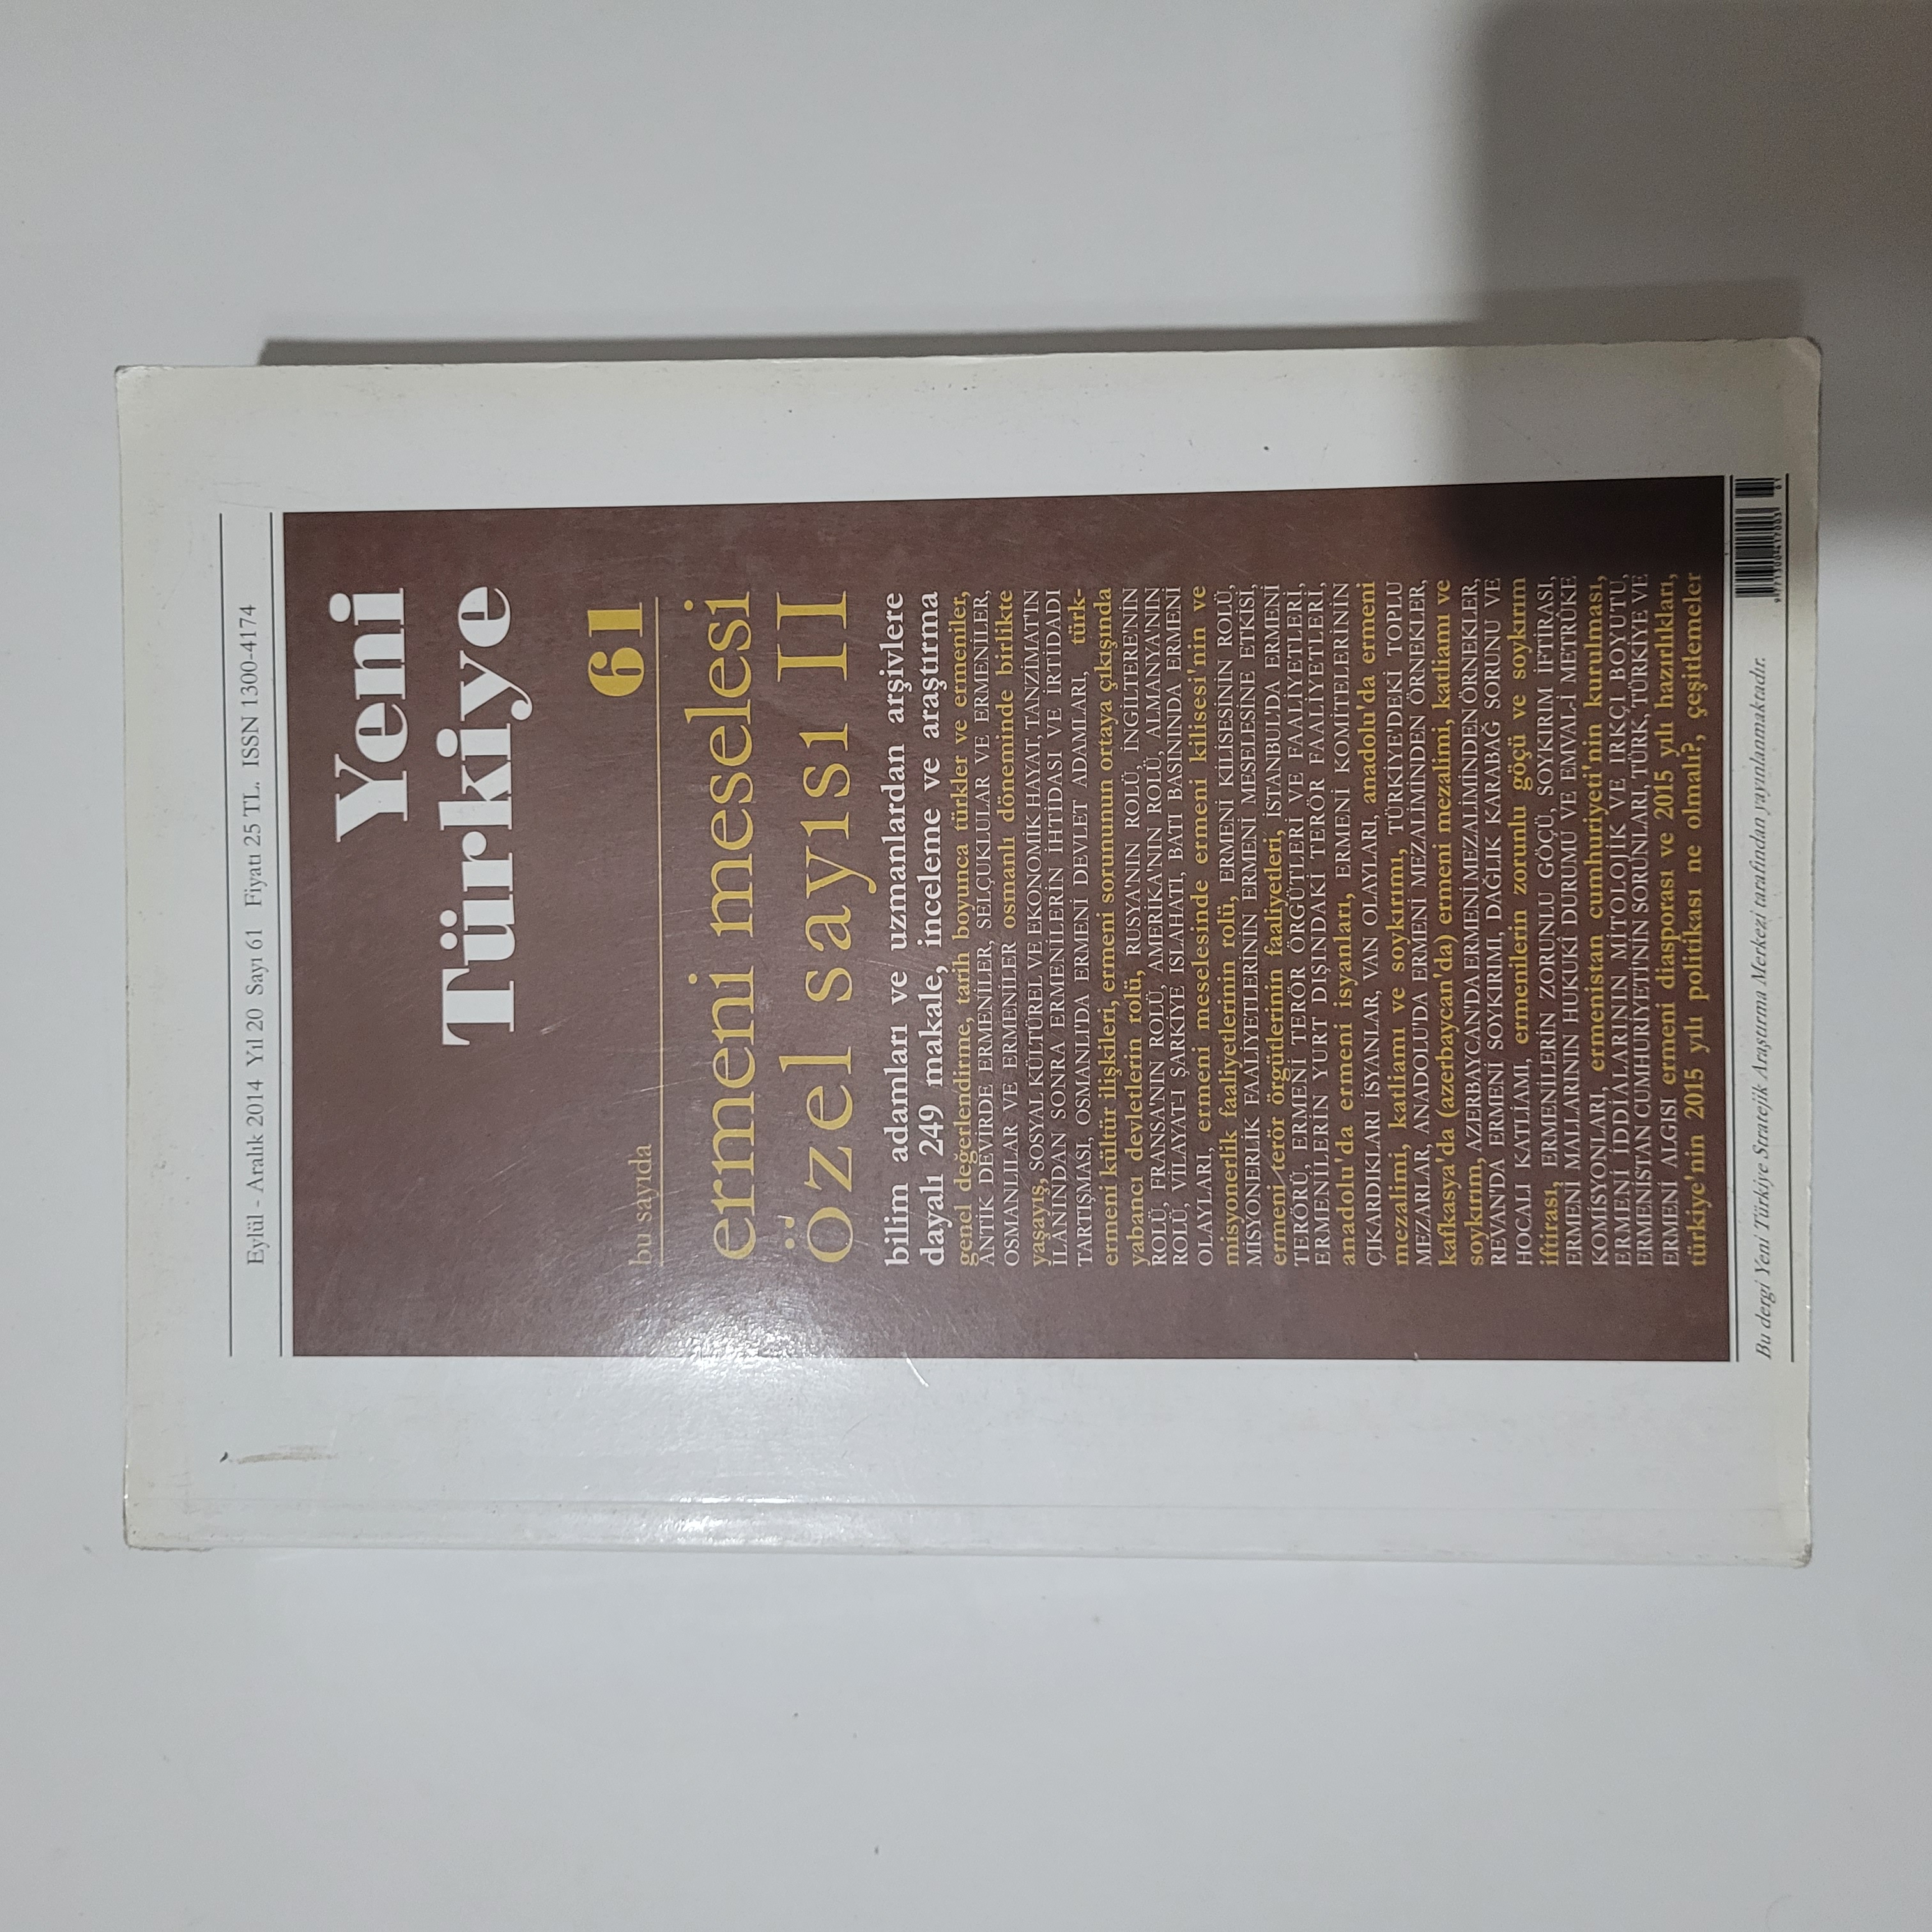 Eylül - Aralık 2014 Yıl 20 Sayı 61 Fiyatı 25 TL. ISSN 1300-4174
Yeni
Türkiye
bu sayıda 61
ermeni meselesi
özel sayısı II
bilim adamları ve uzmanlardan arşivlere
dayalı 249 makale, inceleme ve araştırma
genel değerlendirme, tarih boyunca türkler ve ermeniler,
ANTİK DEVİRDE ERMENİLER, SELÇUKLULAR VE ERMENİLER,
OSMANLILAR VE ERMENİLER osmanlı döneminde birlikte
yaşayış, SOSYAL KÜLTÜREL VE EKONOMİK HAYAT, TANZİMAT'IN
İLÂNINDAN SONRA ERMENİLERİN İHTİDASI VE İRTİDADI
TARTIŞMASI, OSMANLI'DA ERMENİ DEVLET ADAMLARI, türk-
ermeni kültür ilişkileri, ermeni sorununun ortaya çıkışında
yabancı devletlerin rolü, RUSYA'NIN ROLÜ, İNGİLTERE'NİN
ROLÜ, FRANSA'NIN ROLÜ, AMERİKANIN ROLÜ, ALMANYA'NIN
ROLÜ, VİLAYAT-I ŞARKİYE ISLAHATI, BATI BASININDA ERMENİ
OLAYLARI, ermeni meselesinde ermeni kilisesi'nin ve
misyonerlik faaliyetlerinin rolü, ERMENİ KİLİSESİNİN ROLÜ,
MİSYONERLİK FAALİYETLERİNİN ERMENİ MESELESİNE ETKİSİ,
ermeni terör örgütlerinin faaliyetleri, İSTANBUL'DA ERMENİ
TERÖRÜ, ERMENİ TERÖR ÖRGÜTLERİ VE FAALİYETLERİ,
ERMENİLERİN YURT DIŞINDAKİ TERÖR FAALİYETLERİ,
anadolu'da ermeni isyanları, ERMENİ KOMİTELERİNİN
ÇIKARDIKLARI İSYANLAR, VAN OLAYLARI, anadolu'da ermeni
mezalimi, katliamı ve soykırımı, TÜRKİYE'DEKİ TOPLU
MEZARLAR, ANADOLU'DA ERMENİ MEZALİMİNDEN ÖRNEKLER,
kafkasya'da (azerbaycan'da) ermeni mezalimi, katliamı ve
soykırım, AZERBAYCAN'DA ERMENİ MEZALİMİNDEN ÖRNEKLER,
REVAN'DA ERMENİ SOYKIRIMI, DAĞLIK KARABAĞ SORUNU VE
HOCALI KATLİAMI, ermenilerin zorunlu göçü ve soykırım
iftirası, ERMENİLERİN ZORUNLU GÖÇÜ, SOYKIRIM İFTİRASI,
ERMENİ MALLARININ HUKUKİ DURUMU VE EMVAL-İ METRÛKE
KOMİSYONLARI, ermenistan cumhuriyeti'nin kurulması,
ERMENİ İDDİALARININ MİTOLOJİK VE IRKÇI BOYUTU,
ERMENİSTAN CUMHURİYETİ'NİN SORUNLARI, TÜRK, TÜRKİYE VE
ERMENİ ALGISI ermeni diasporası ve 2015 yılı hazırlıkları,
türkiye'nin 2015 yılı politikası ne olmalı?, çeşitlemeler
Bu dergi Yeni Türkiye Stratejik Araştırma Merkezi tarafından yayınlanmaktadır.